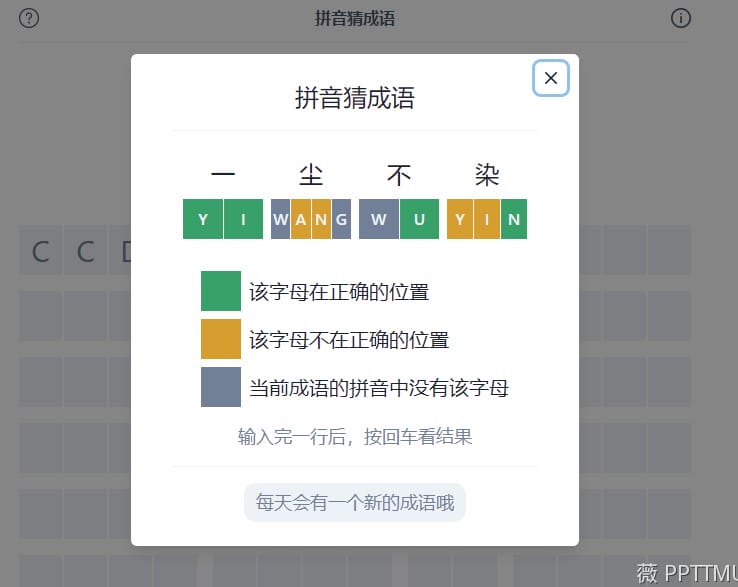 拼音猜成语
拼音猜成语
一 尘 不 染
Y I W A N G W U Y I N
该字母在正确的位置
该字母不在正确的位置
当前成语的拼音中没有该字母
输入完一行后，按回车看结果
每天会有一个新的成语哦
C C
薇 PPTTMU